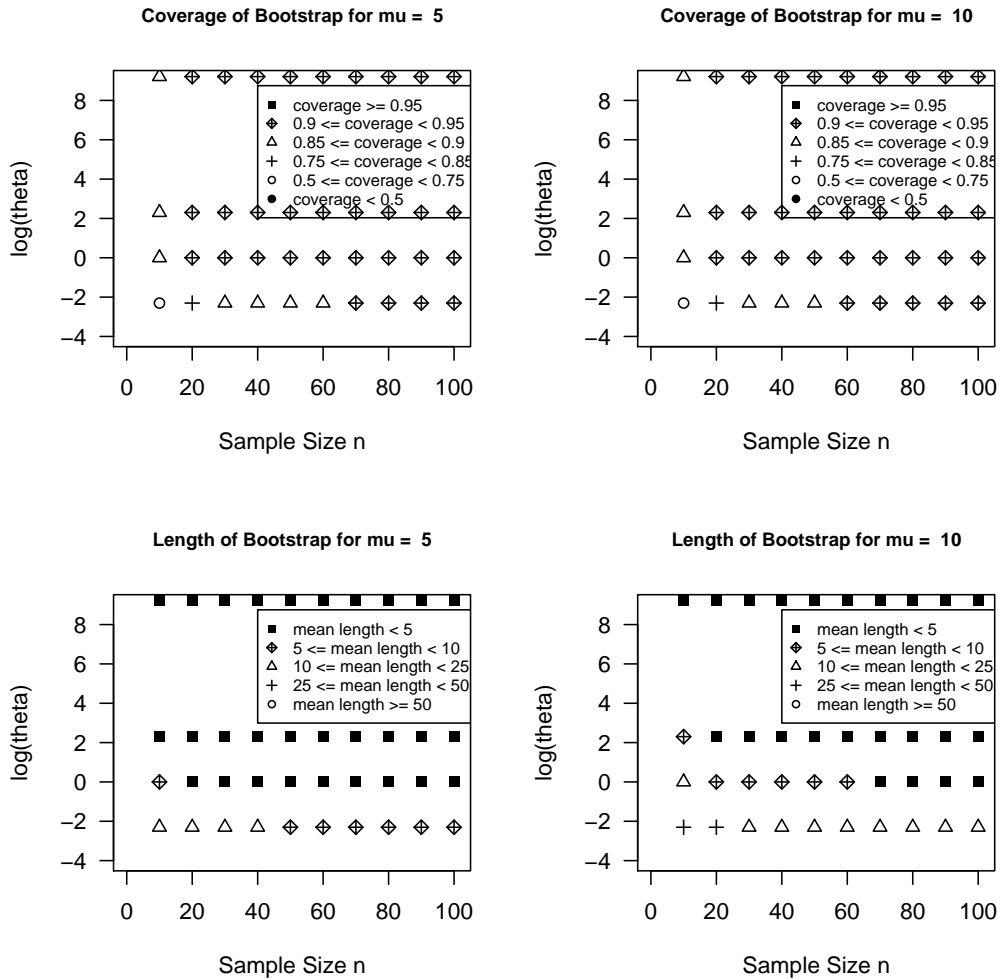 Coverage of Bootstrap for mu = 5
log(theta)
8
6
4
2
0
−2
−4
coverage >= 0.95
0.9 <= coverage < 0.95
0.85 <= coverage < 0.9
0.75 <= coverage < 0.85
0.5 <= coverage < 0.75
coverage < 0.5
0 20 40 60 80 100
Sample Size n
Coverage of Bootstrap for mu = 10
log(theta)
8
6
4
2
0
−2
−4
coverage >= 0.95
0.9 <= coverage < 0.95
0.85 <= coverage < 0.9
0.75 <= coverage < 0.85
0.5 <= coverage < 0.75
coverage < 0.5
0 20 40 60 80 100
Sample Size n
Length of Bootstrap for mu = 5
log(theta)
8
6
4
2
0
−2
−4
mean length < 5
5 <= mean length < 10
10 <= mean length < 25
25 <= mean length < 50
mean length >= 50
0 20 40 60 80 100
Sample Size n
Length of Bootstrap for mu = 10
log(theta)
8
6
4
2
0
−2
−4
mean length < 5
5 <= mean length < 10
10 <= mean length < 25
25 <= mean length < 50
mean length >= 50
0 20 40 60 80 100
Sample Size n